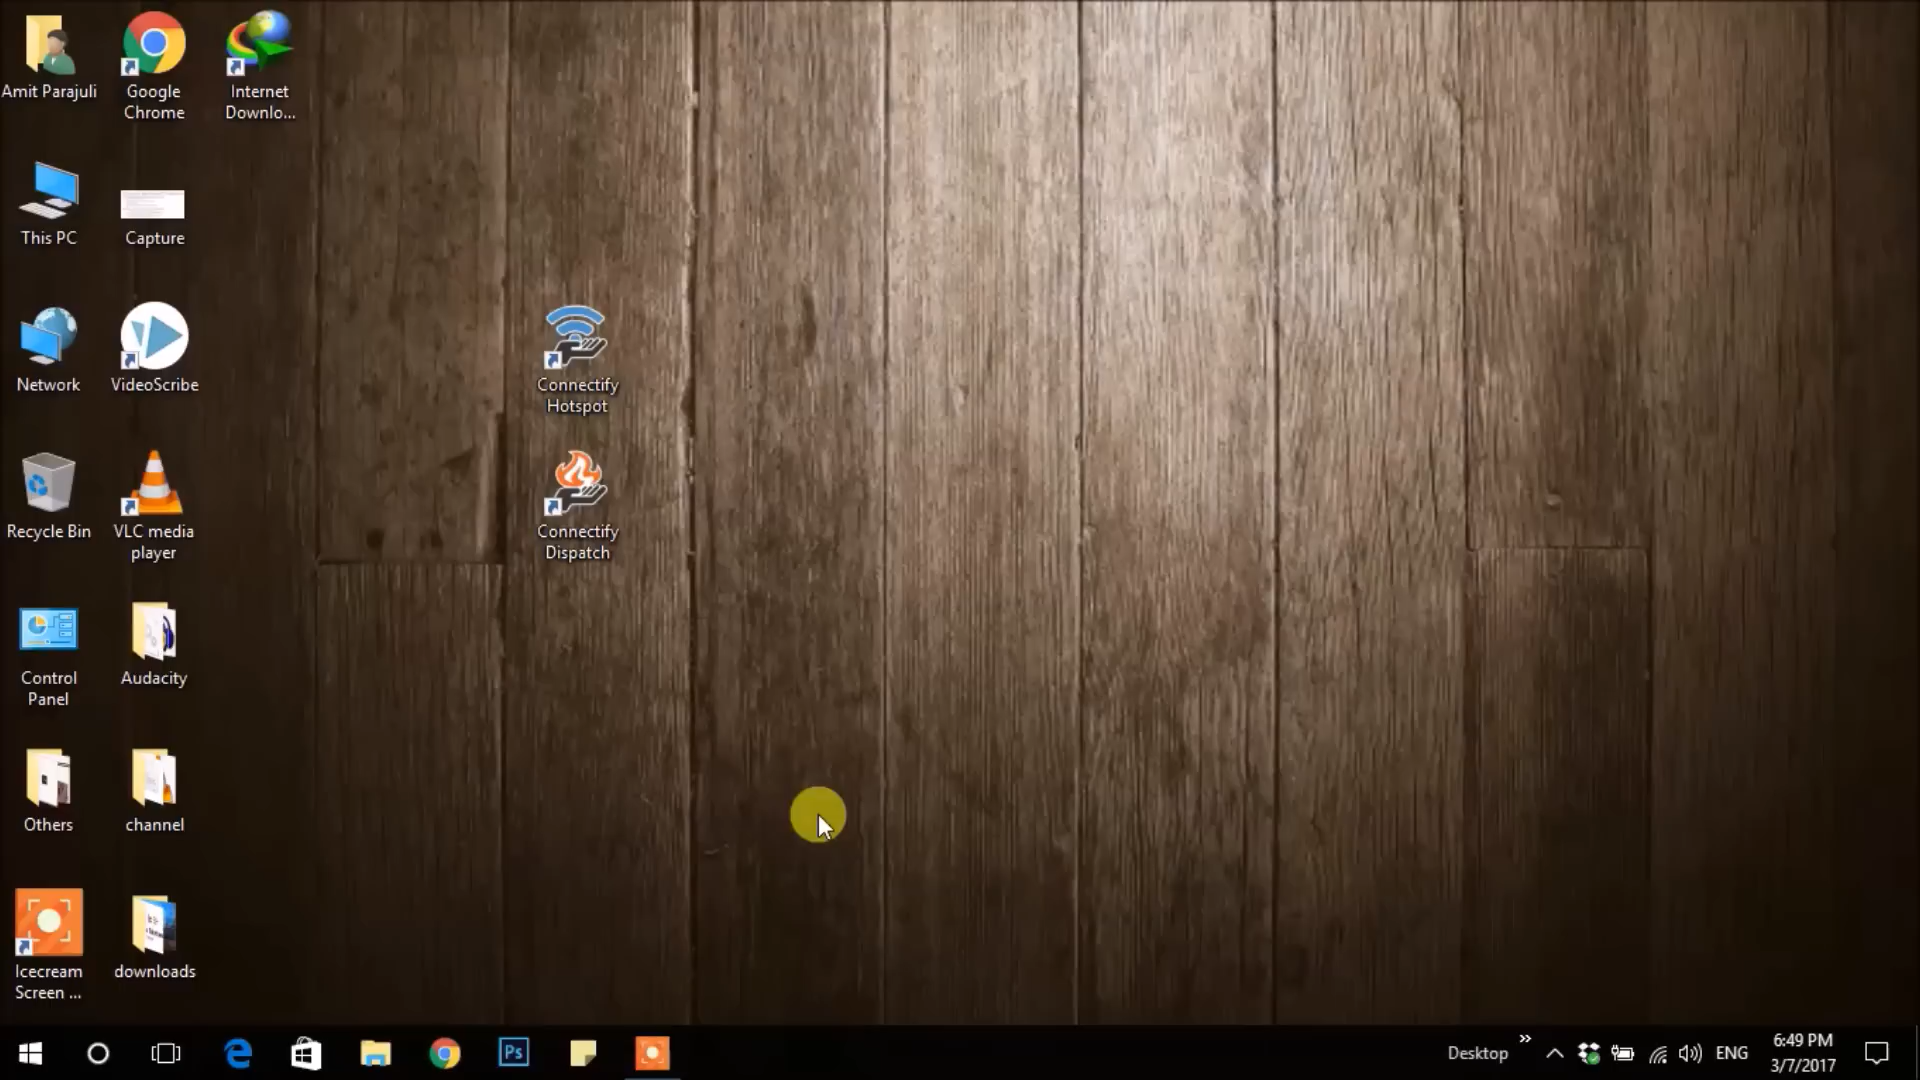 Amit Parajuli
Google
Chrome
Internet
Downlo...
This PC
Capture
Network
VideoScribe
Connectify
Hotspot
Recycle Bin
VLC media
player
Connectify
Dispatch
Control
Panel
Audacity
Others
channel
Icecream
Screen ...
downloads
Ps
Desktop
ENG
6:49 PM
3/7/2017